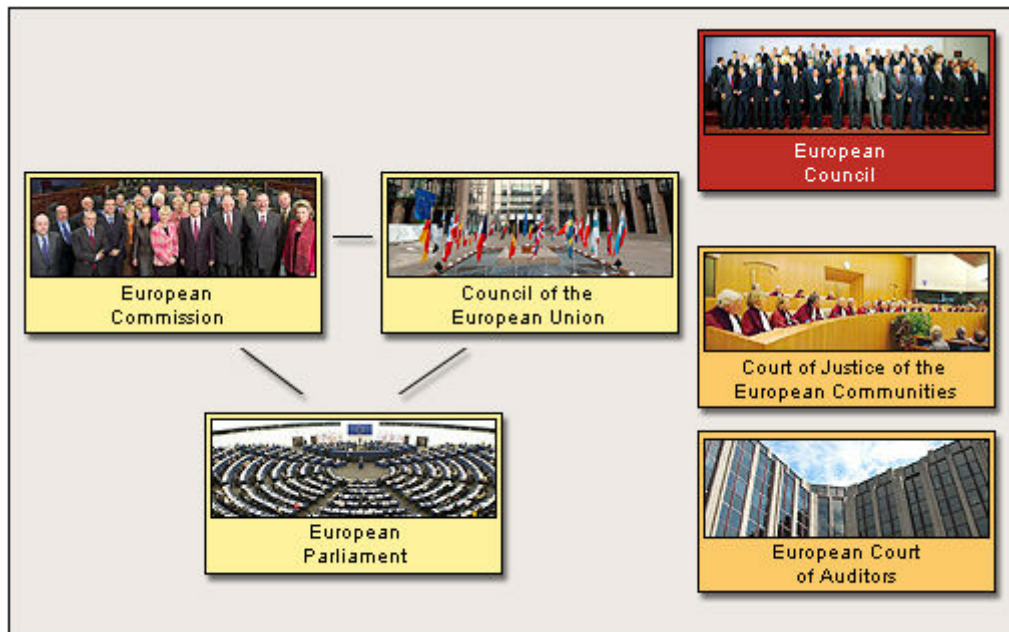 European
Council
European
Commission
Council of the
European Union
Court of Justice of the
European Communities
European
Parliament
European Court
of Auditors